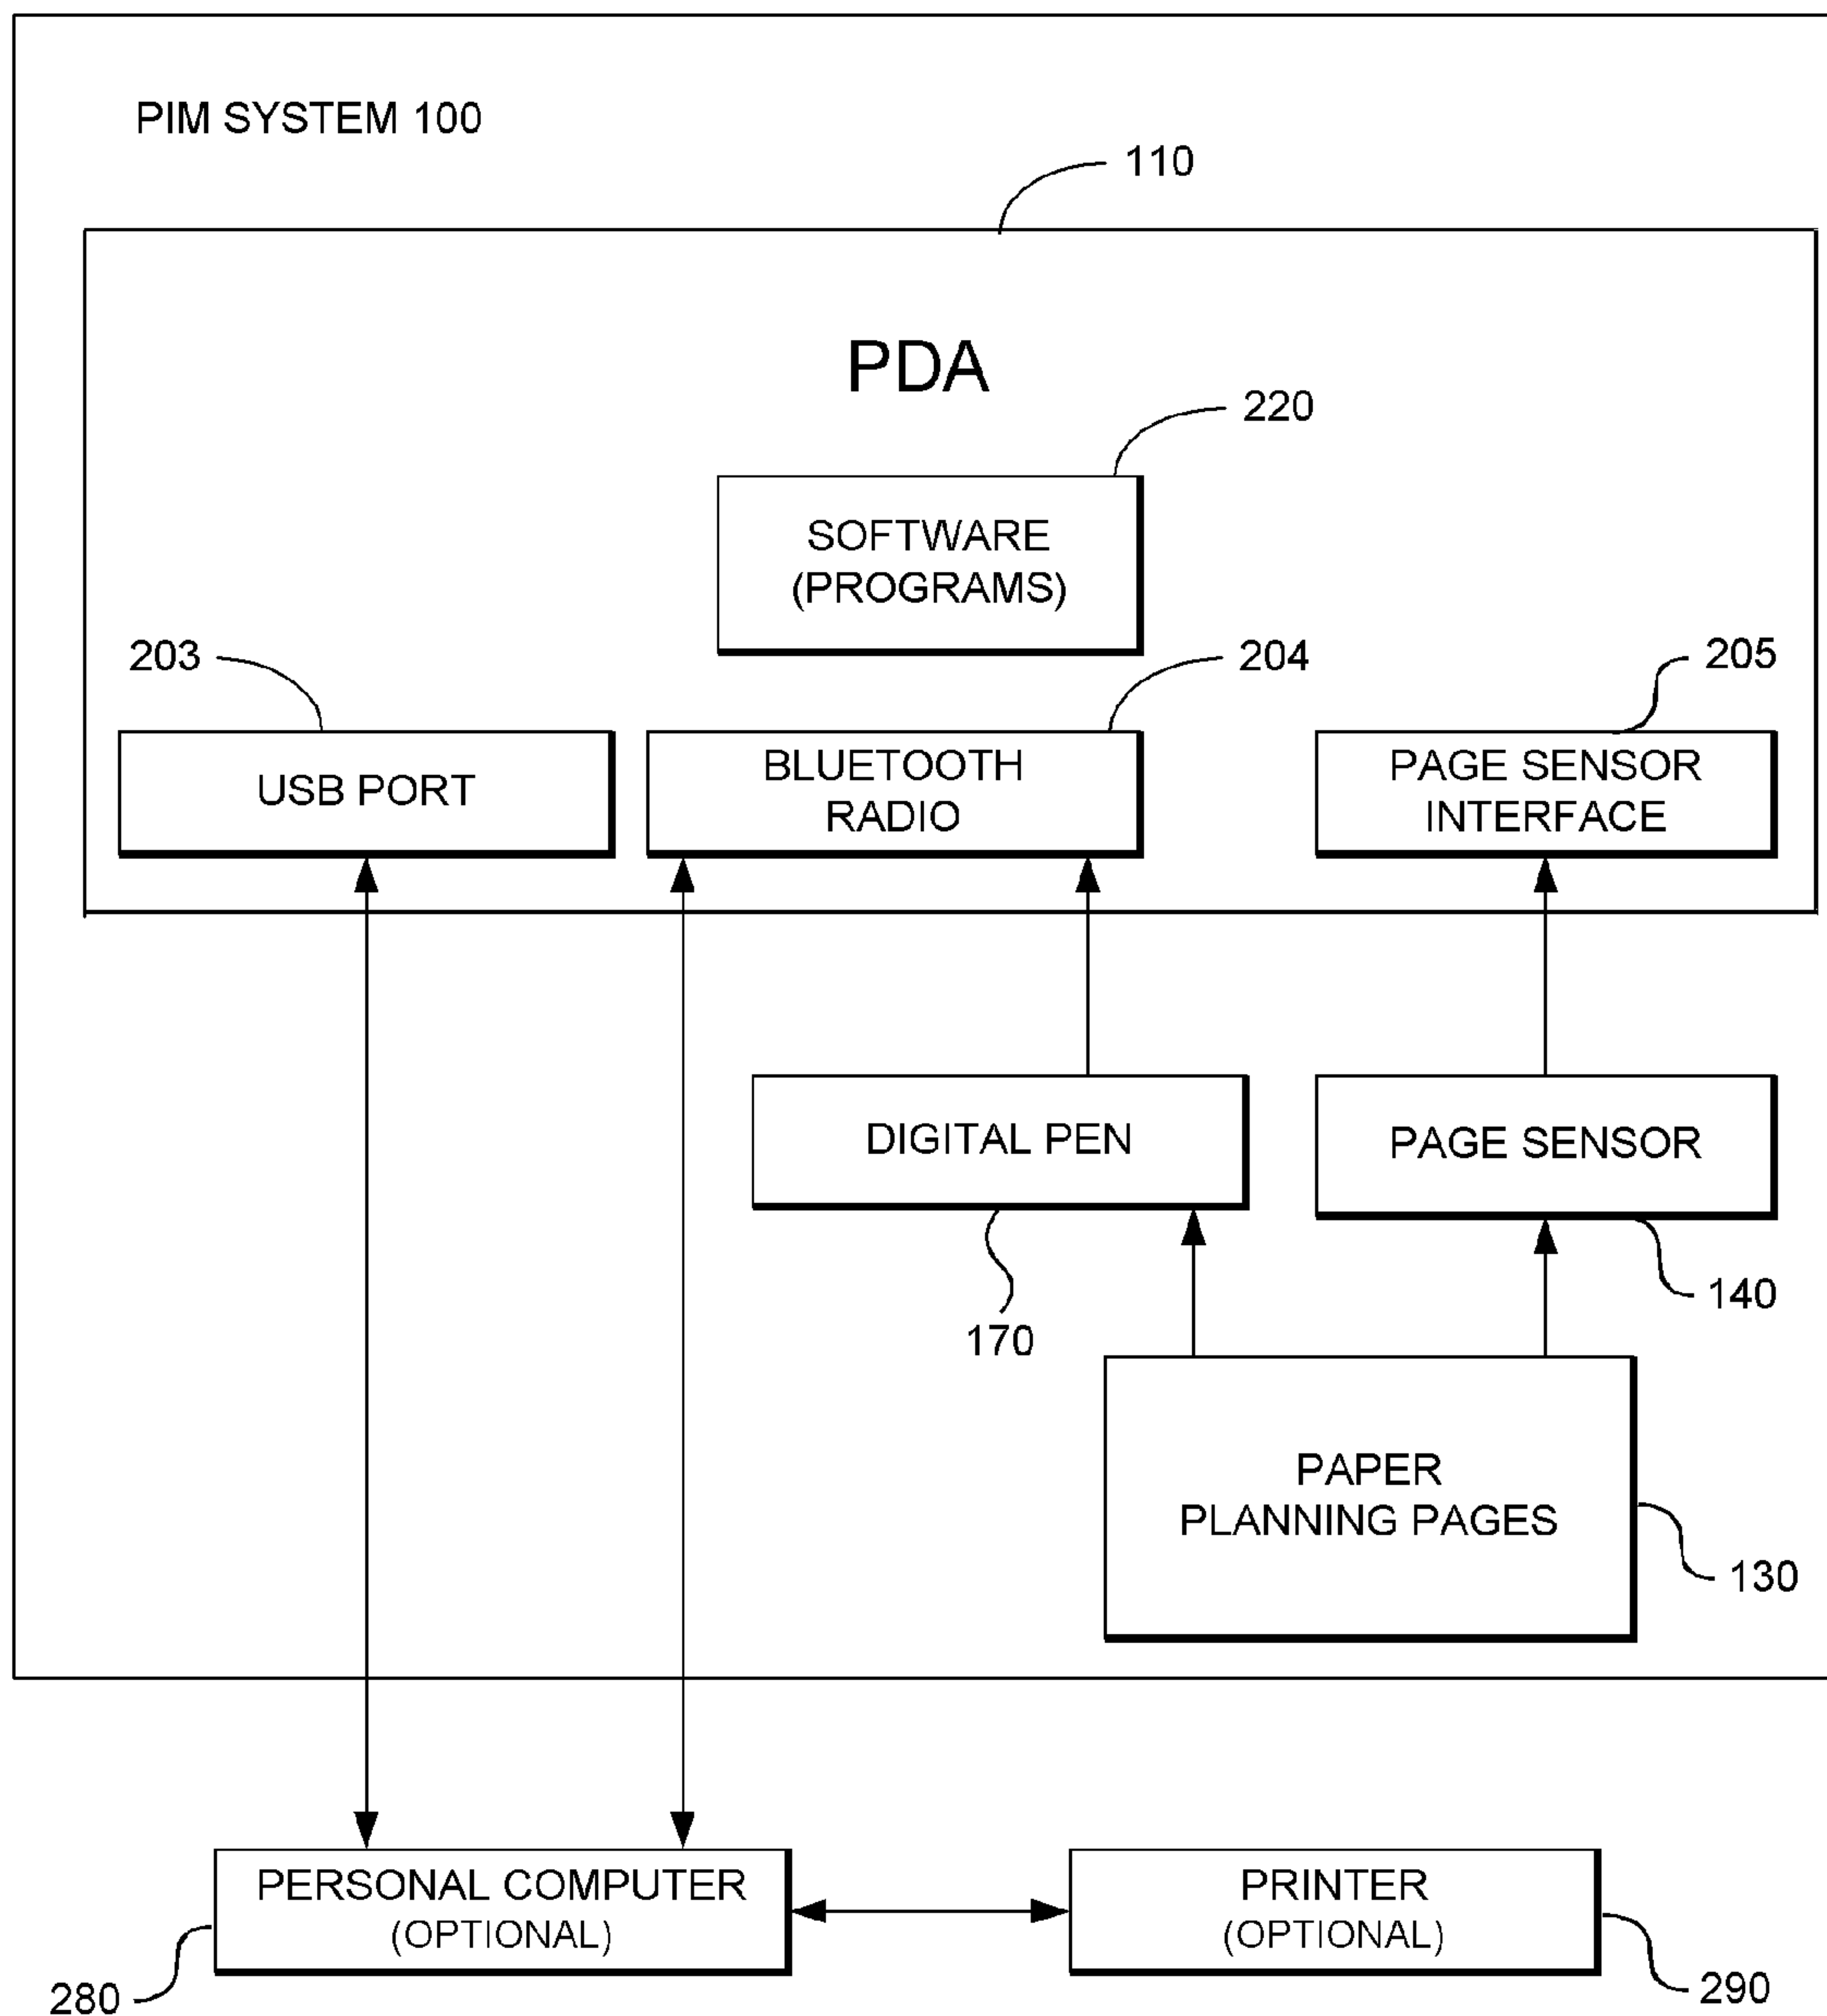 PIM SYSTEM 100
110
PDA
220
SOFTWARE
(PROGRAMS)
203
204
205
USB PORT
BLUETOOTH
RADIO
PAGE SENSOR
INTERFACE
DIGITAL PEN
PAGE SENSOR
170
140
PAPER
PLANNING PAGES
130
PERSONAL COMPUTER
(OPTIONAL)
PRINTER
(OPTIONAL)
280
290